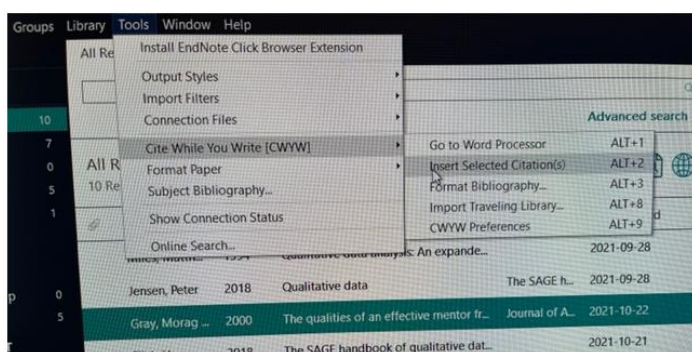 Groups Library Tools Window Help
All Re
Install EndNote Click Browser Extension
Output Styles
Import Filters
Connection Files
Advanced search
10
7
0
5
1
Cite While You Write [CWYW]
Format Paper
Subject Bibliography...
Show Connection Status
Online Search...
All R
10 Re
Go to Word Processor ALT+1
Insert Selected Citation(s) ALT+2
Format Bibliography... ALT+3
Import Traveling Library... ALT+8
CWYW Preferences ALT+9
d
Qualitative data analysis: An expande... 2021-09-28
Jensen, Peter 2018 Qualitative data The SAGE h... 2021-09-28
p 0
5
Gray, Morag ... 2000 The qualities of an effective mentor fr... Journal of A... 2021-10-22
2018 The SAGE handbook of qualitative dat... 2021-10-21